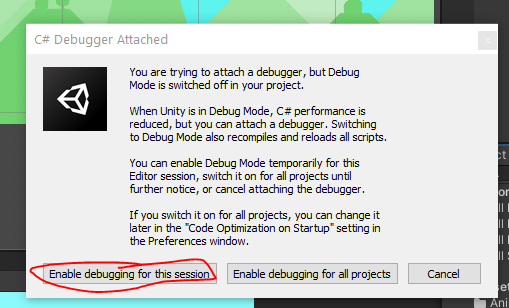 C# Debugger Attached
You are trying to attach a debugger, but Debug
Mode is switched off in your project.
When Unity is in Debug Mode, C# performance is
reduced, but you can attach a debugger. Switching
to Debug Mode also recompiles and reloads all scripts.
You can enable Debug Mode temporarily for this
Editor session, switch it on for all projects until
further notice, or cancel attaching the debugger.
If you switch it on for all projects, you can change it
later in the "Code Optimization on Startup" setting in
the Preferences window.
Enable debugging for this session
Enable debugging for all projects
Cancel